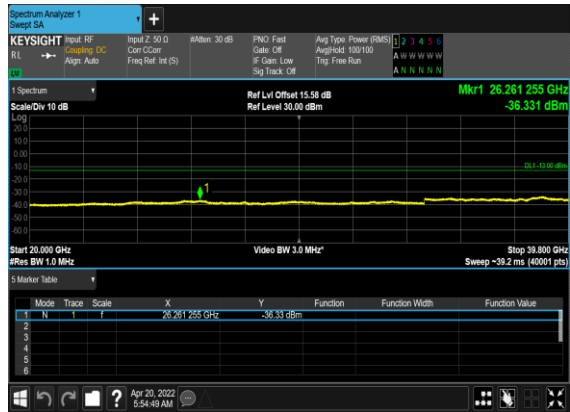 Spectrum Analyzer 1
Swept SA
KEYSIGHT
RL
Input: RF
Coupling: DC
Align: Auto
Input Z: 50 Ω
Corr CCorr
Freq Ref: Int (S)
#Atten: 30 dB
PNO: Fast
Gate: Off
IF Gain: Low
Sig Track: Off
Avg Type: Power (RMS)
Avg|Hold: 100/100
Trig: Free Run
1 2 3 4 5 6
A W W W W W
A N N N N N
LU
1 Spectrum
Scale/Div 10 dB
Ref Lvl Offset 15.58 dB
Ref Level 30.00 dBm
Mkr1 26.261 255 GHz
-36.331 dBm
Log
20.0
10.0
0.00
-10.0
DL1 -13.00 dBm
-20.0
-30.0
1
-40.0
-50.0
-60.0
Start 20.000 GHz
#Res BW 1.0 MHz
Video BW 3.0 MHz*
Stop 39.800 GHz
Sweep ~39.2 ms (40001 pts)
5 Marker Table
Mode Trace Scale X Y Function Function Width Function Value
1 N 1 f 26.261 255 GHz -36.33 dBm
2
3
4
5
6
?
Apr 20, 2022
5:54:49 AM